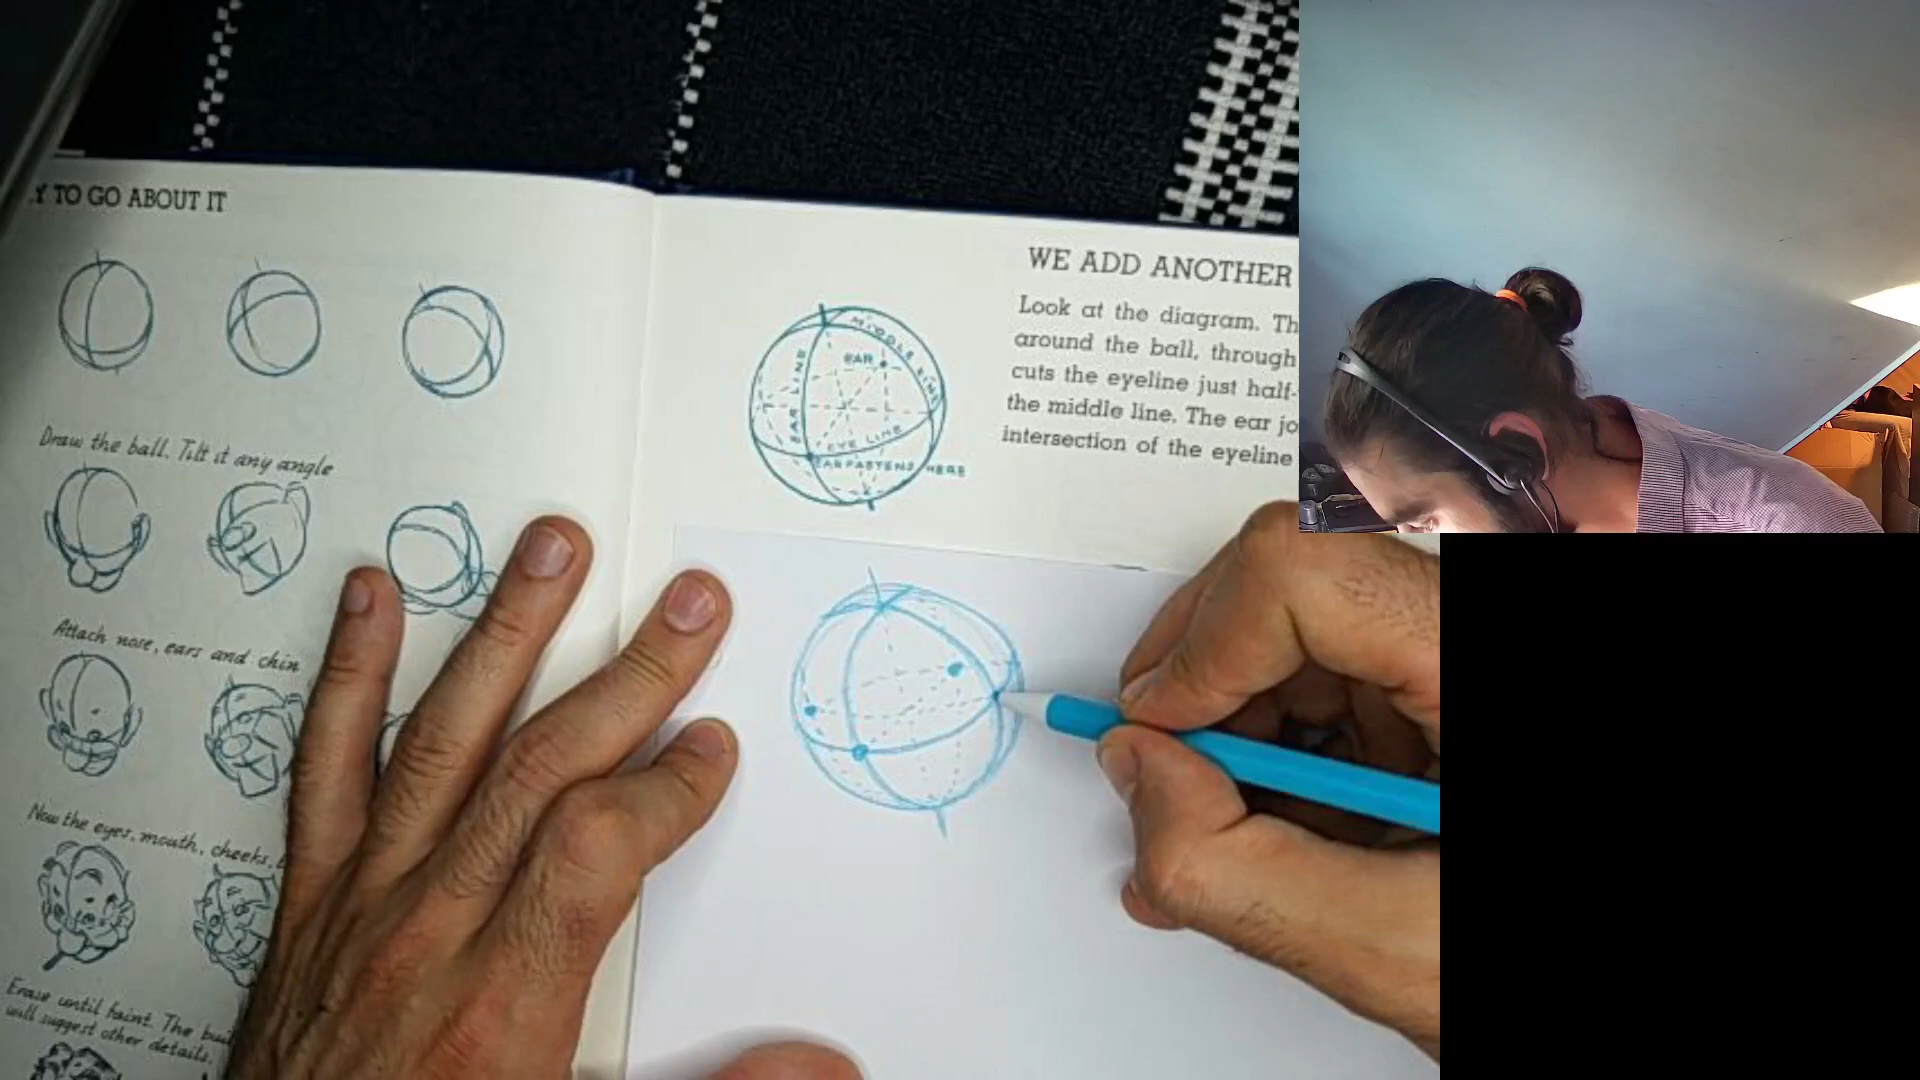 Y TO GO ABOUT IT
Draw the ball. Tilt it any angle
Attach nose, ears and chin
Now the eyes, mouth, cheeks,
Erase until faint. The
will suggest other details.
WE ADD ANOTHER
Look at the diagram. Th
around the ball, through
cuts the eyeline just half-
the middle line. The ear jo
intersection of the eyeline
MIDDLE LINE
EAR
EAR LINE
EYE LINE
EAR FASTENS HERE